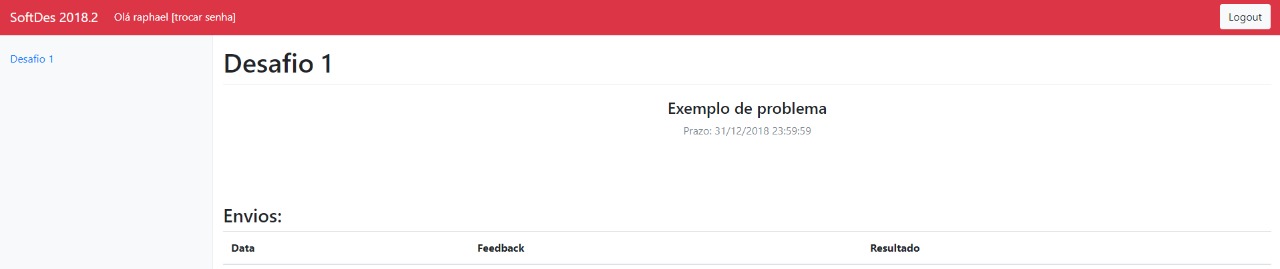 SoftDes 2018.2 Olá raphael [trocar senha] Logout
Desafio 1
Desafio 1
Exemplo de problema
Prazo: 31/12/2018 23:59:59
Envios:
Data Feedback Resultado